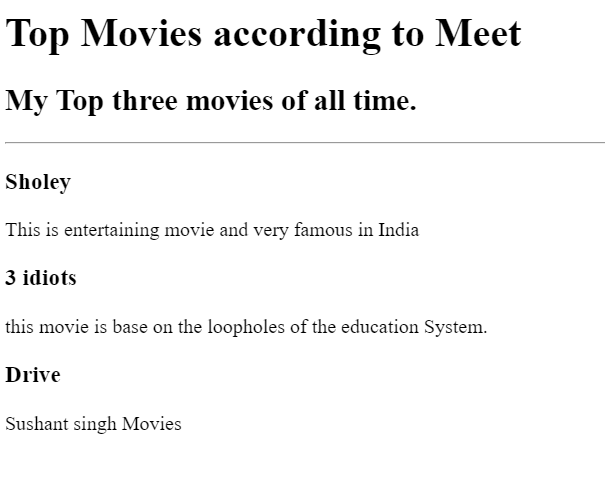 Top Movies according to Meet
My Top three movies of all time.
Sholey
This is entertaining movie and very famous in India
3 idiots
this movie is base on the loopholes of the education System.
Drive
Sushant singh Movies